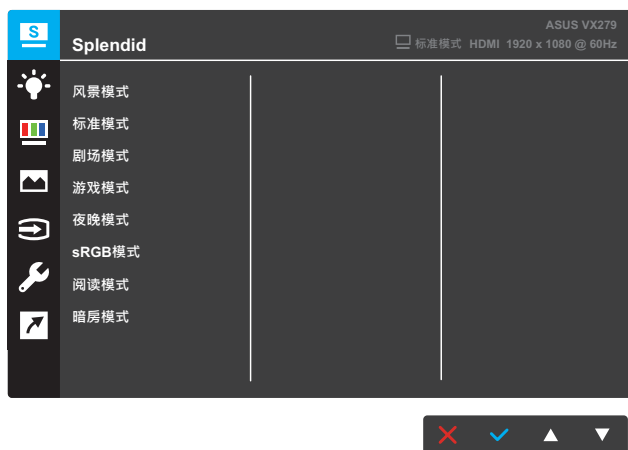 S
ASUS VX279
Splendid
标准模式 HDMI 1920 x 1080 @ 60Hz
风景模式
标准模式
剧场模式
游戏模式
夜晚模式
sRGB模式
阅读模式
暗房模式